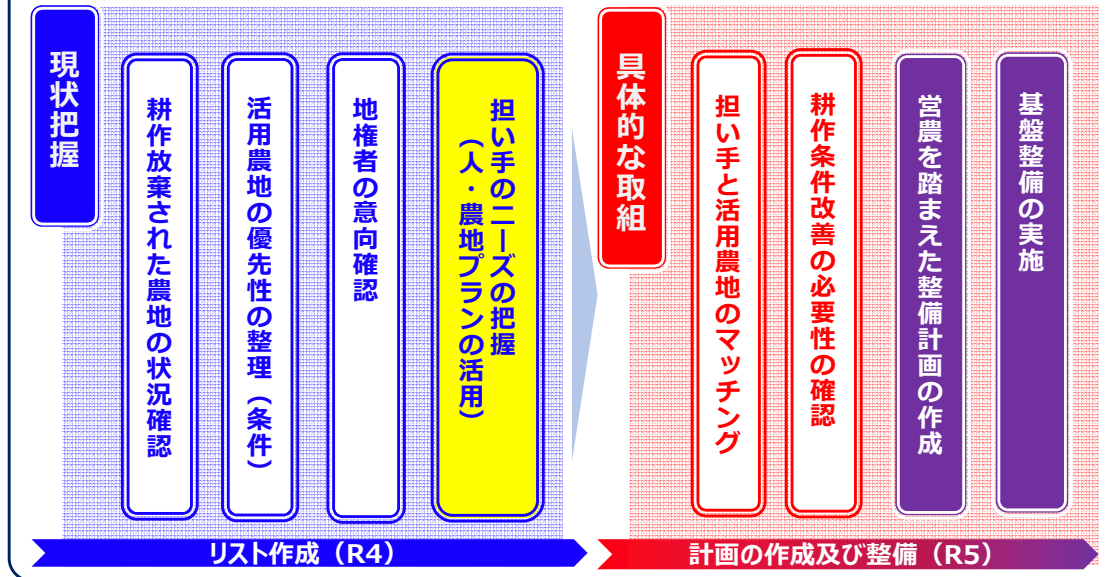 現状把握
耕作放棄された農地の状況確認
活用農地の優先性の整理（条件）
地権者の意向確認
担い手のニーズの把握
（人・農地プランの活用）
リスト作成（R4）
具体的な取組
担い手と活用農地のマッチング
耕作条件改善の必要性の確認
営農を踏まえた整備計画の作成
基盤整備の実施
計画の作成及び整備（R5）